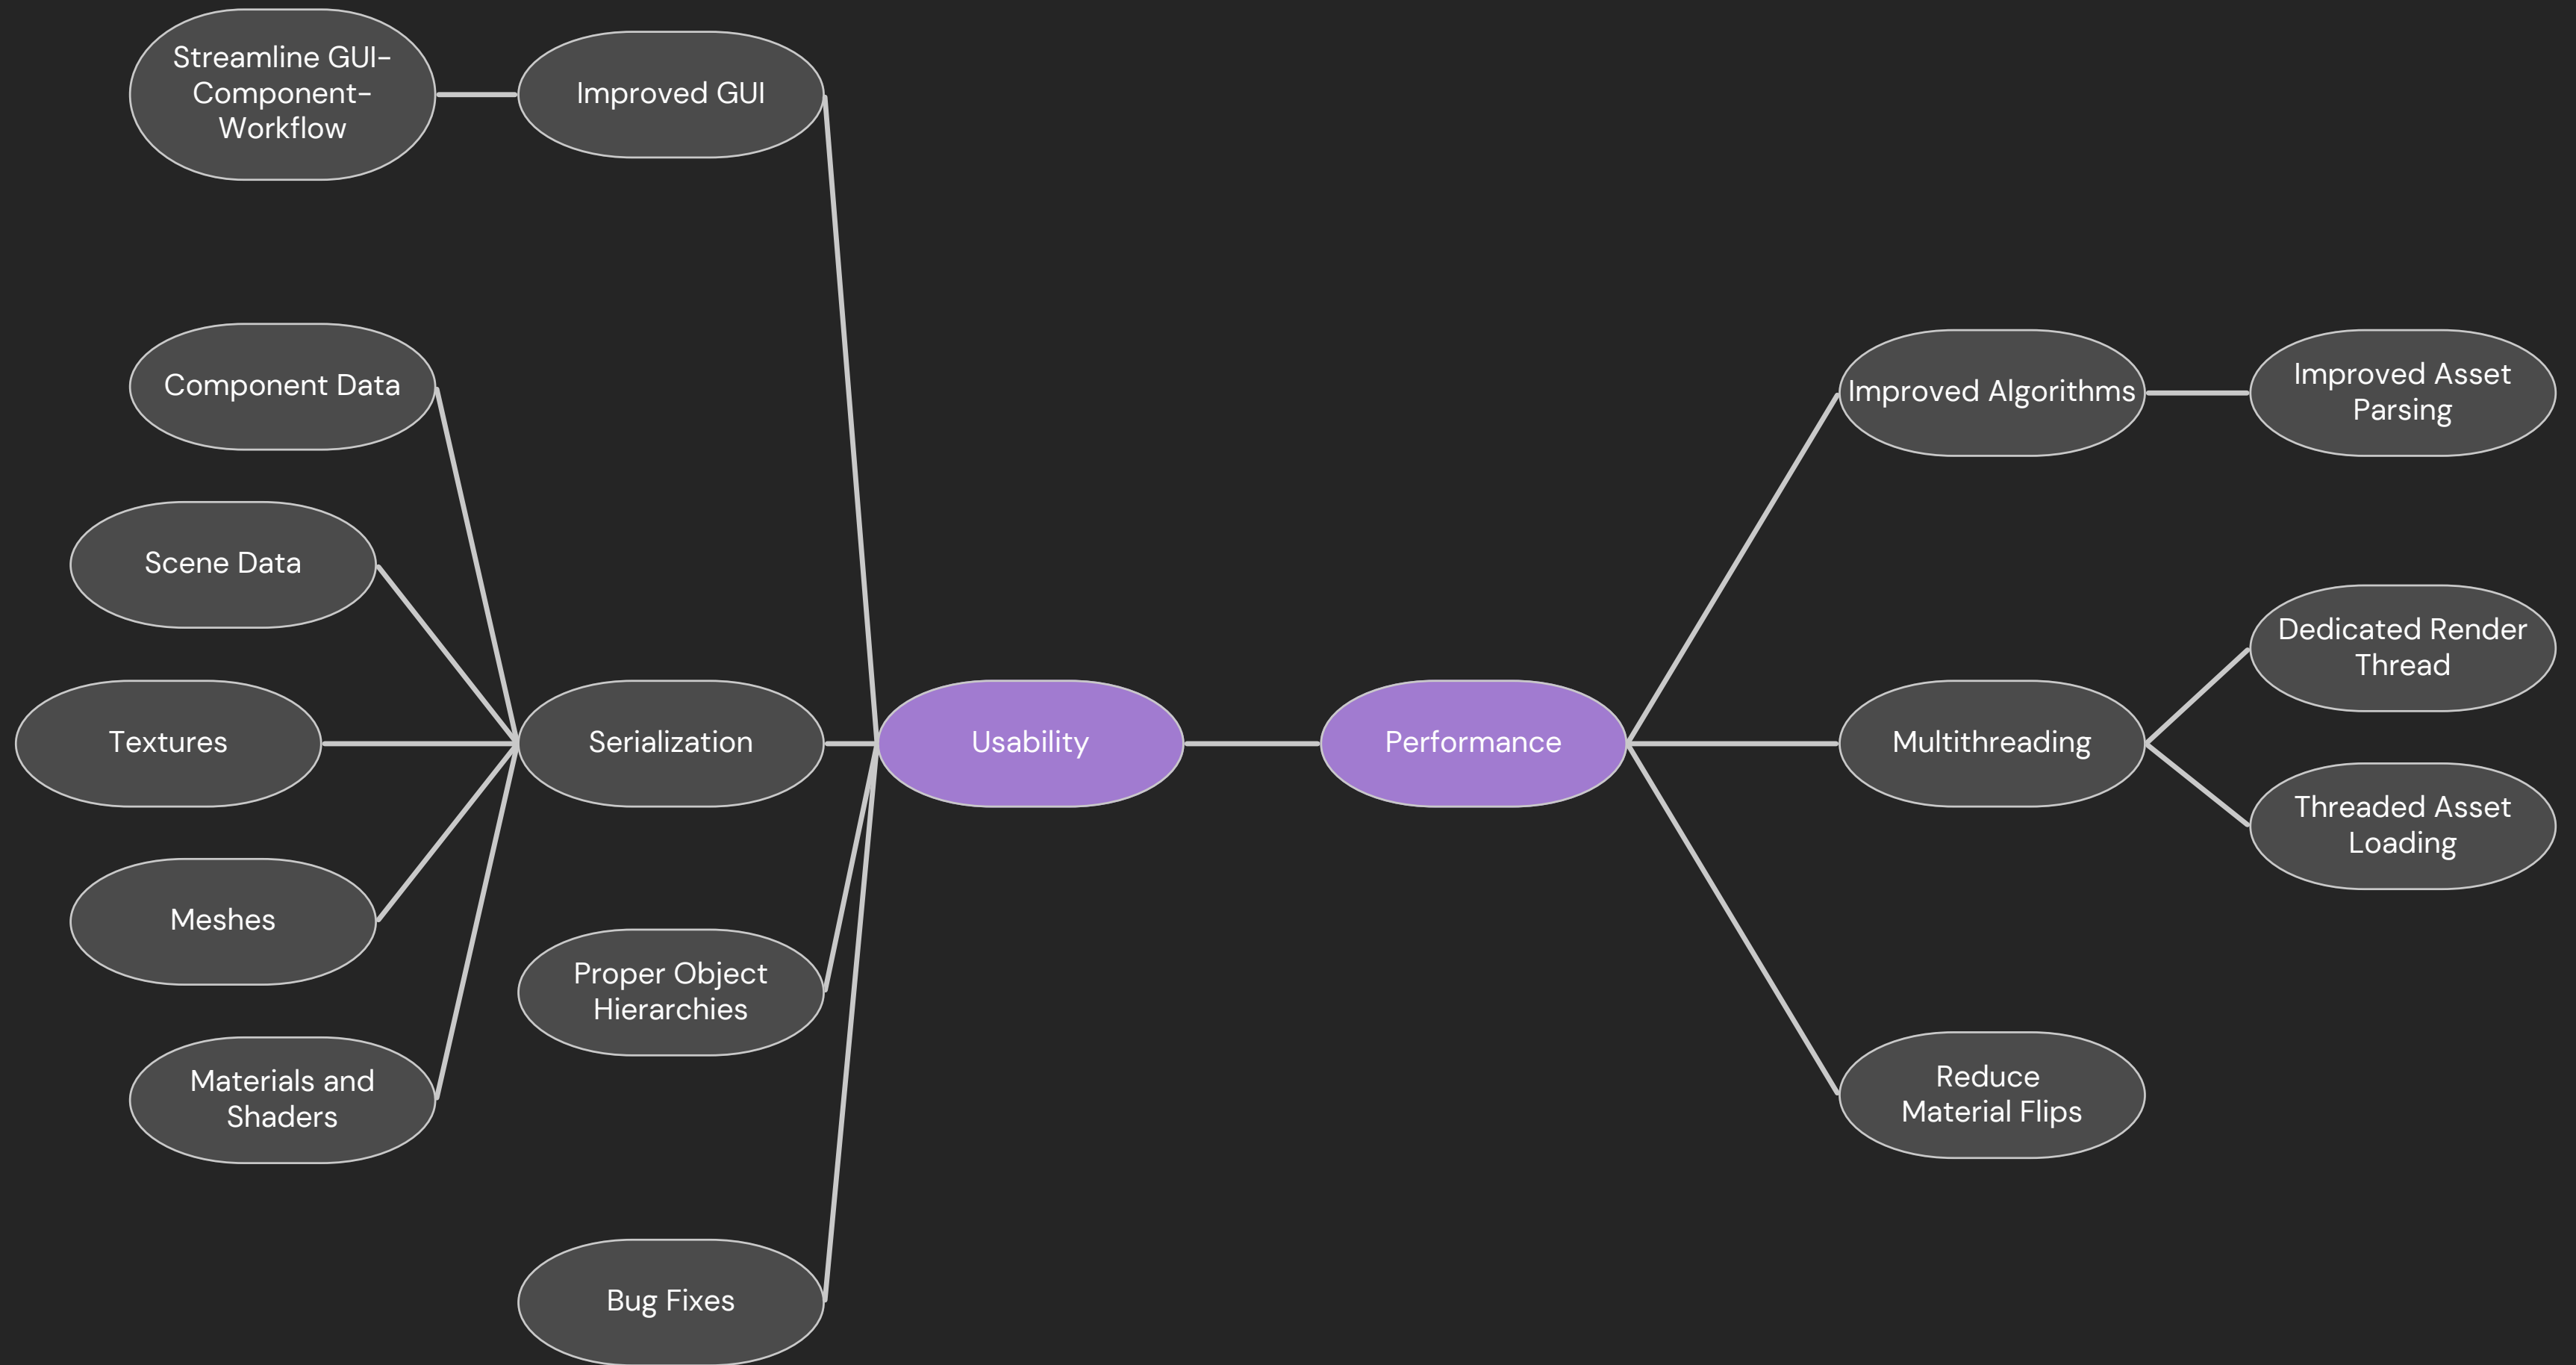 Streamline GUI-
Component-
Workflow
Improved GUI
Component Data
Scene Data
Textures
Meshes
Materials and
Shaders
Serialization
Proper Object
Hierarchies
Bug Fixes
Usability
Performance
Improved Algorithms
Improved Asset
Parsing
Multithreading
Dedicated Render
Thread
Threaded Asset
Loading
Reduce
Material Flips